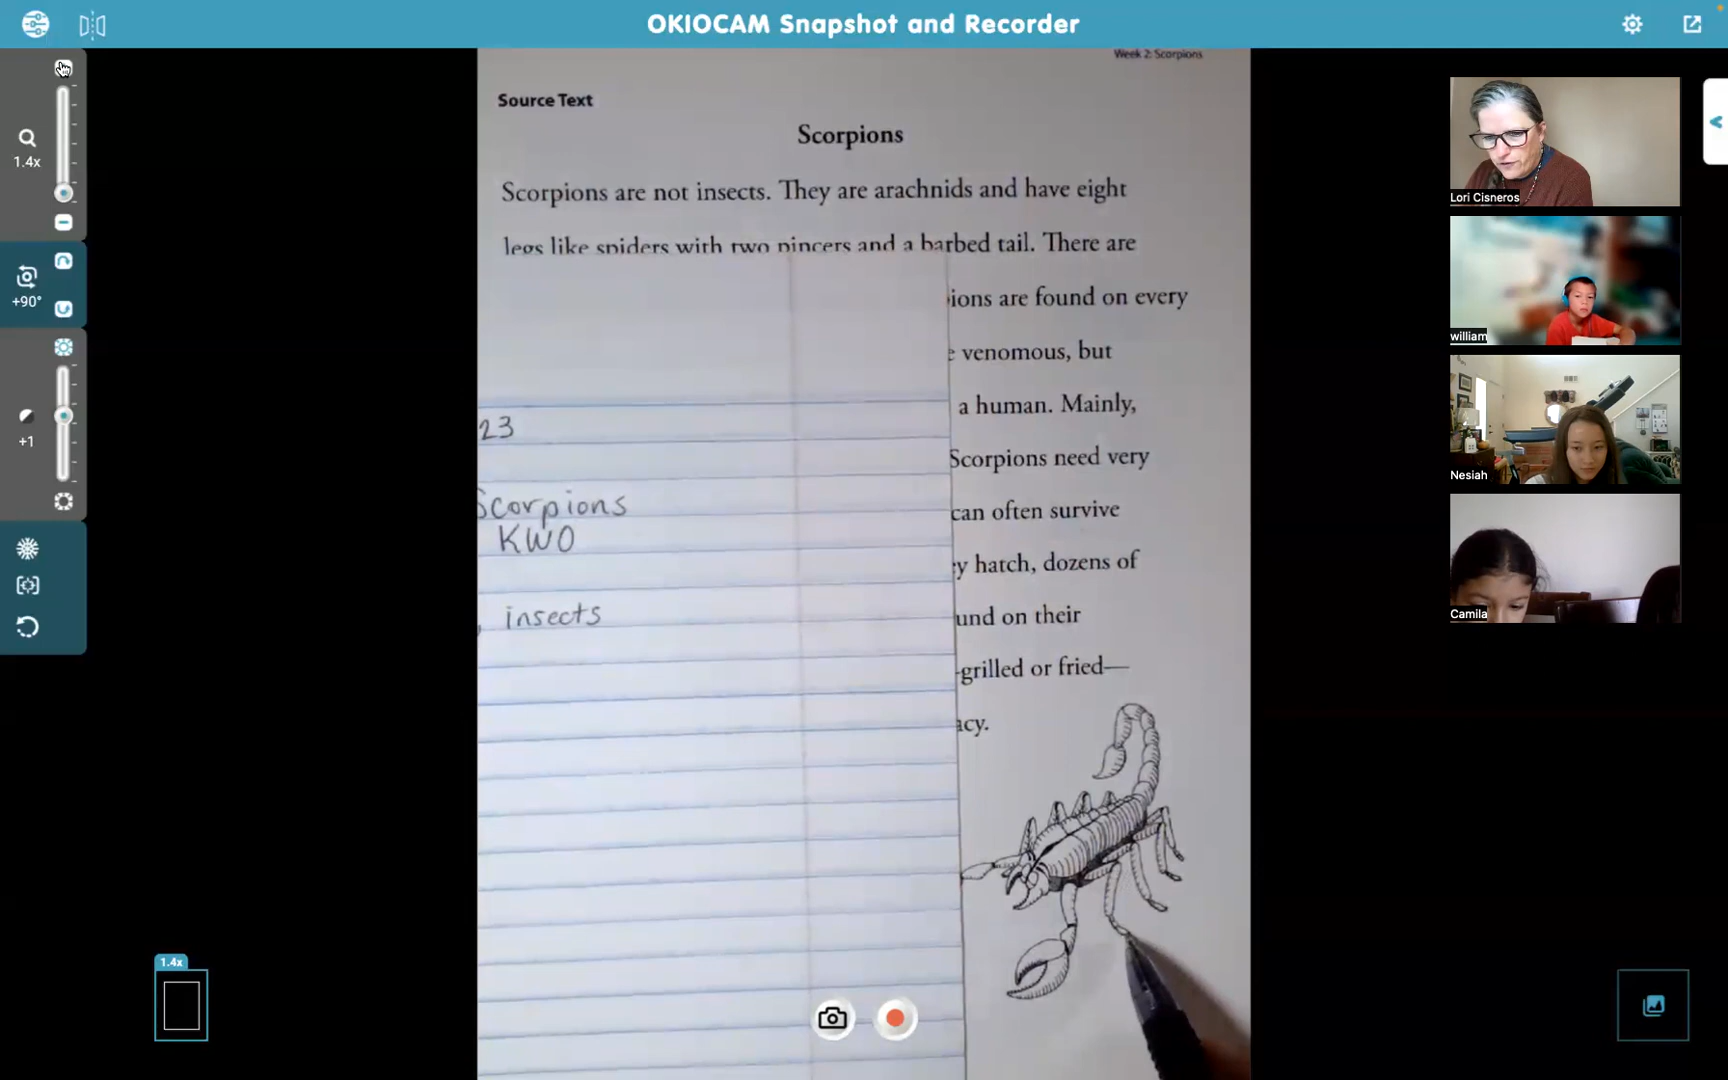 OKIOCAM Snapshot and Recorder
1.4x
+90°
+1
Week 2: Scorpions
Source Text
Scorpions
Scorpions are not insects. They are arachnids and have eight
legs like spiders with two pincers and a barbed tail. There are
ions are found on every
venomous, but
a human. Mainly,
Scorpions need very
can often survive
y hatch, dozens of
und on their
grilled or fried—
acy.
23
Scorpions
KWO
, insects
1.4x
Lori Cisneros
william
Nesiah
Camila